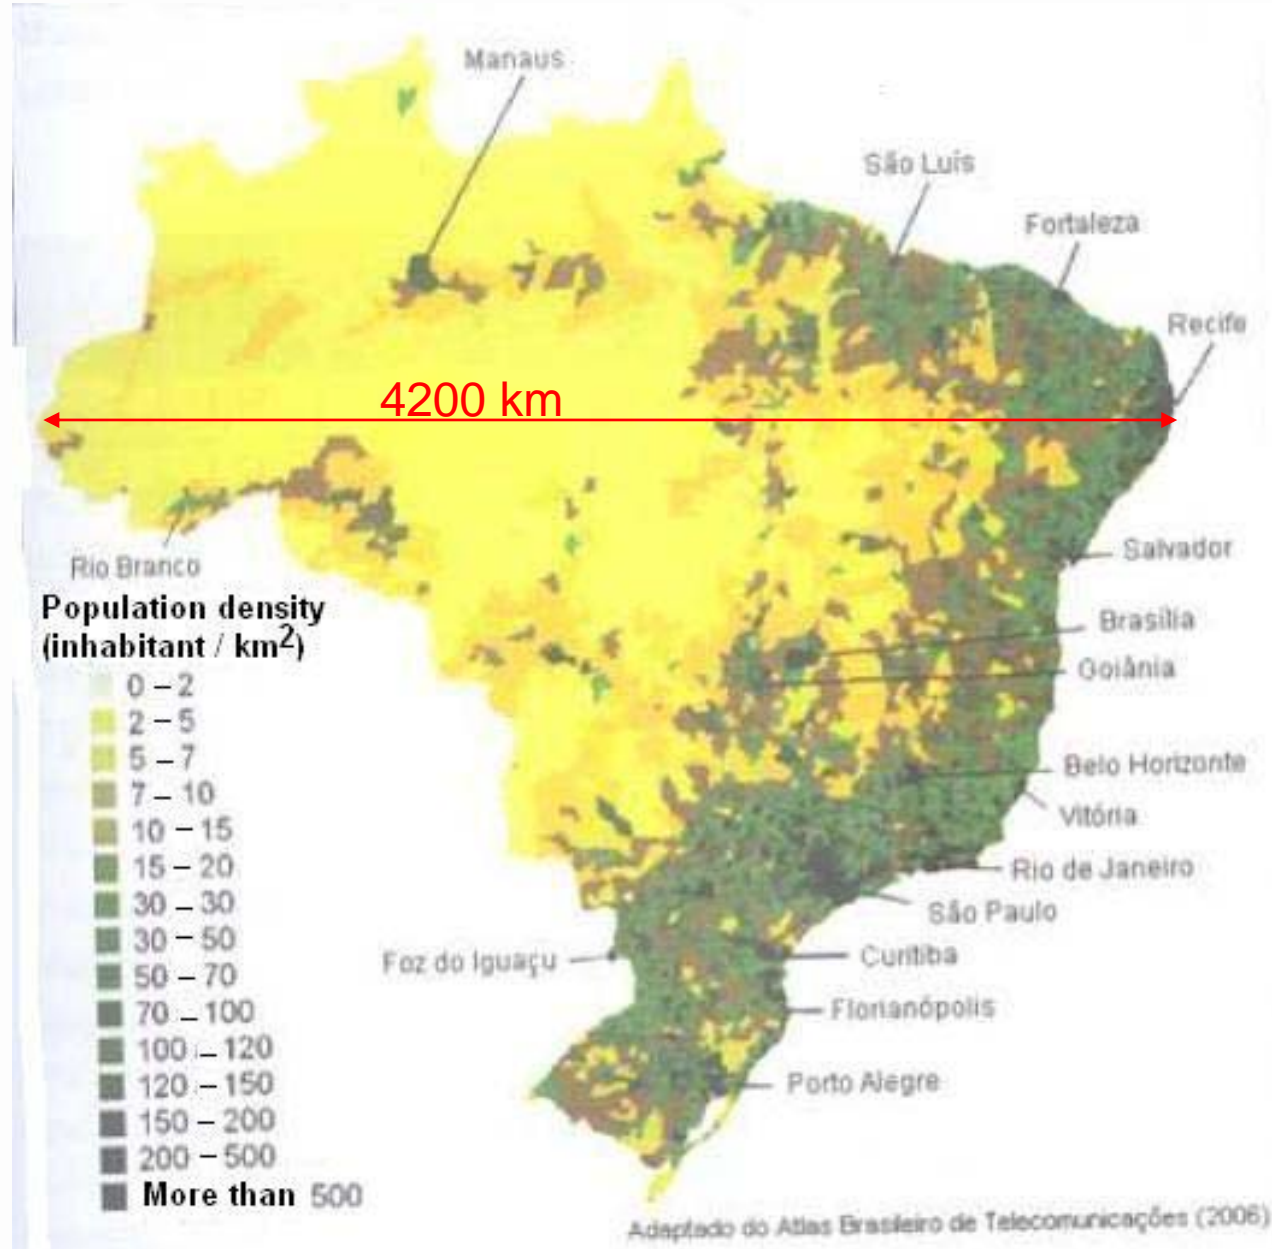 Manaus
São Luís
Fortaleza
Recife
4200 km
Rio Branco
Salvador
Population density
(inhabitant / km2)
Brasília
Goiânia
0 – 2
2 – 5
5 – 7
7 – 10
10 – 15
15 – 20
30 – 30
30 – 50
50 – 70
70 – 100
100 – 120
120 – 150
150 – 200
200 – 500
More than 500
Belo Horizonte
Vitória
Rio de Janeiro
São Paulo
Foz do Iguaçu
Curitiba
Florianópolis
Porto Alegre
Adaptado do Atlas Brasileiro de Telecomunicações (2006)